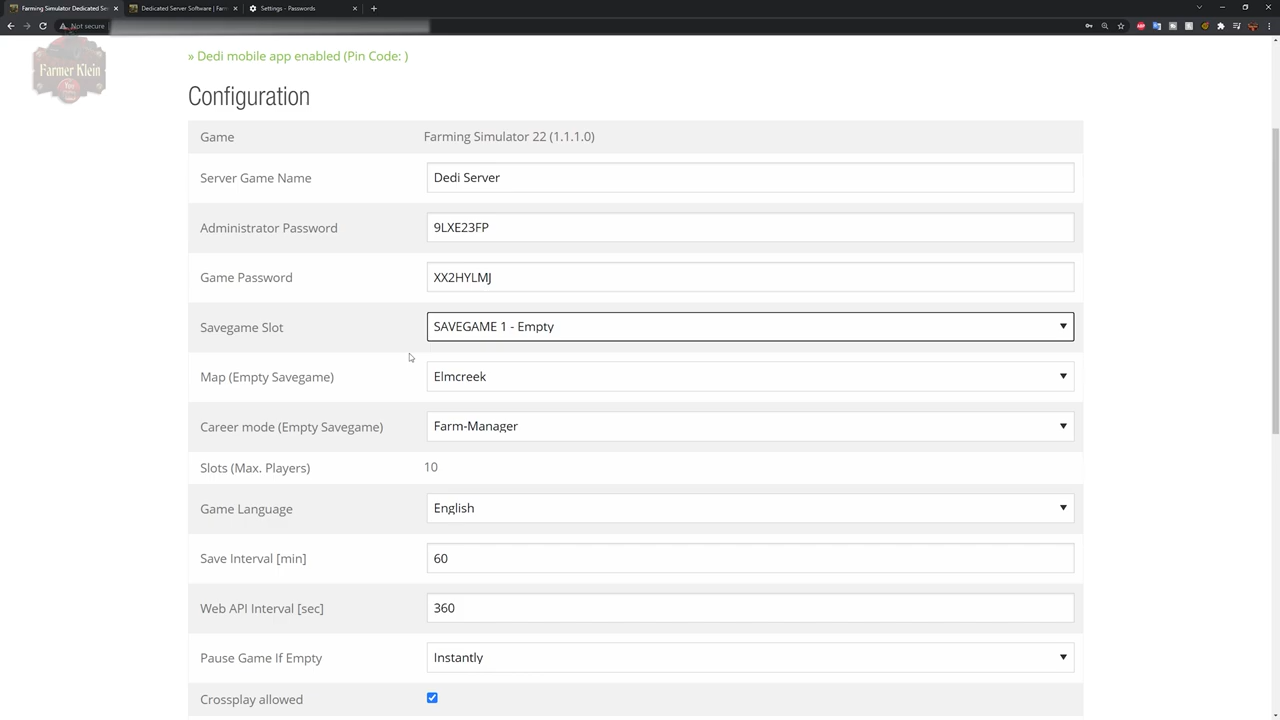 Farming Simulator Dedicated Ser
Dedicated Server Software | Farm
Settings - Passwords
Not secure
Farmer Klein
» Dedi mobile app enabled (Pin Code: )
Configuration
Game Farming Simulator 22 (1.1.1.0)
Server Game Name Dedi Server
Administrator Password 9LXE23FP
Game Password XX2HYLMJ
Savegame Slot SAVEGAME 1 - Empty
Map (Empty Savegame) Elmcreek
Career mode (Empty Savegame) Farm-Manager
Slots (Max. Players) 10
Game Language English
Save Interval [min] 60
Web API Interval [sec] 360
Pause Game If Empty Instantly
Crossplay allowed